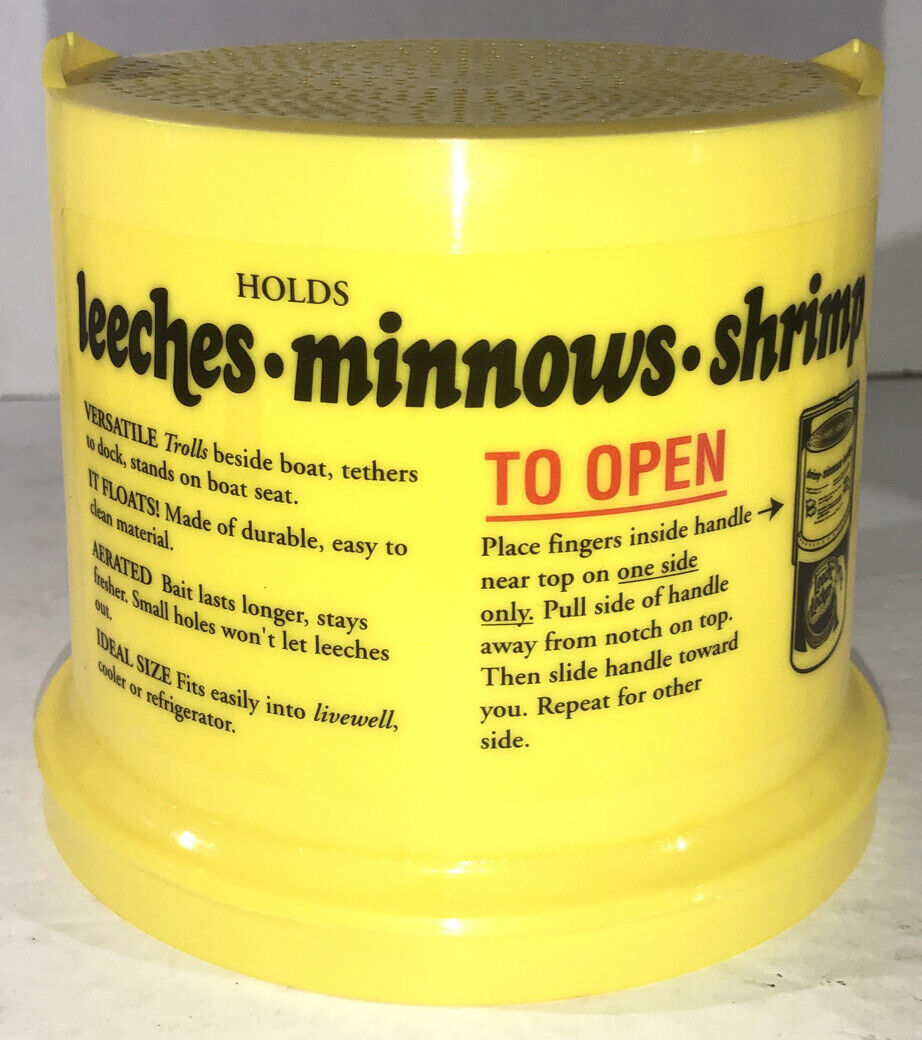 HOLDS
leeches • minnows • shrimp
VERSATILE Trolls beside boat, tethers
to dock, stands on boat seat.
IT FLOATS! Made of durable, easy to
clean material.
AERATED Bait lasts longer, stays
fresher. Small holes won't let leeches
out.
IDEAL SIZE Fits easily into livewell,
cooler or refrigerator.
TO OPEN
Place fingers inside handle
near top on one side
only. Pull side of handle
away from notch on top.
Then slide handle toward
you. Repeat for other
side.